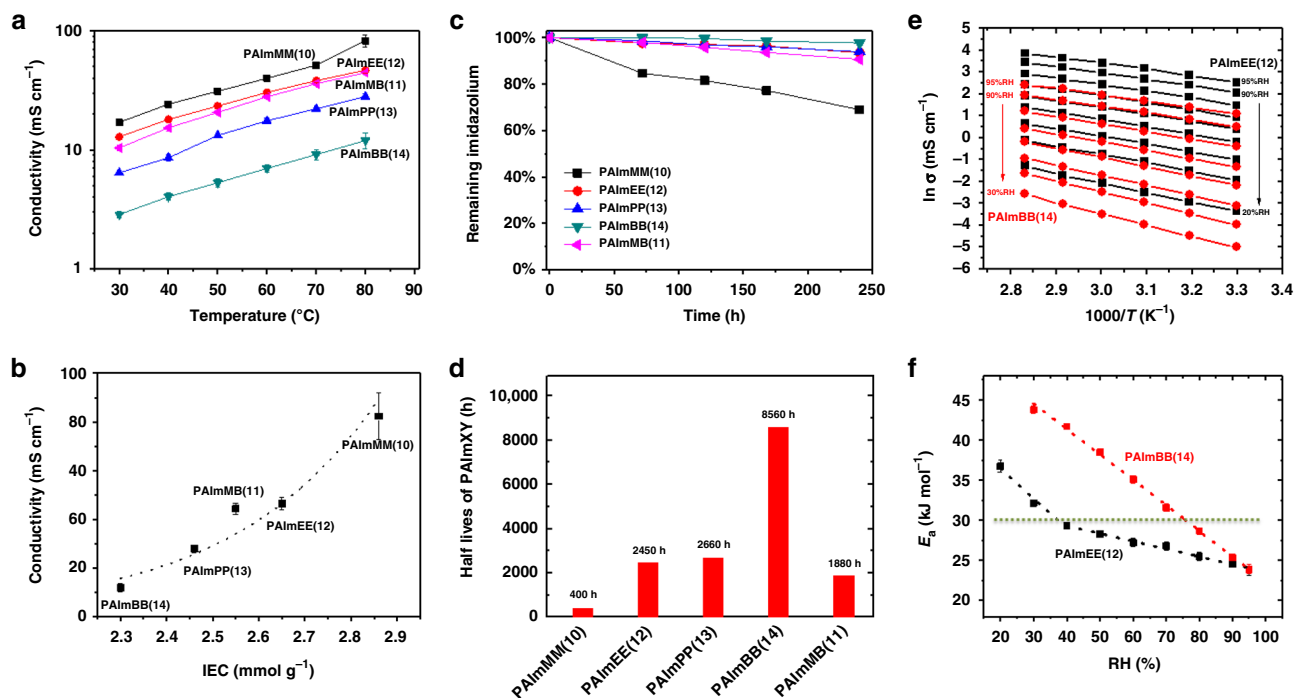 a
100
10
1
Conductivity (mS cm⁻¹)
PAImMM(10)
PAImEE(12)
PAImMB(11)
PAImPP(13)
PAImBB(14)
30 40 50 60 70 80 90
Temperature (°C)
c
100%
80%
60%
40%
20%
0%
Remaining imidazolium
PAImMM(10)
PAImEE(12)
PAImPP(13)
PAImBB(14)
PAImMB(11)
0 50 100 150 200 250
Time (h)
e
5
4
3
2
1
0
−1
−2
−3
−4
−5
−6
ln σ (mS cm⁻¹)
PAImEE(12)
95%RH
90%RH
20%RH
95%RH
90%RH
30%RH
PAImBB(14)
2.8 2.9 3.0 3.1 3.2 3.3 3.4
1000/T (K⁻¹)
b
80
60
80
60
20
0
Conductivity (mS cm⁻¹)
PAImMM(10)
PAImMB(11)
PAImEE(12)
PAImPP(13)
PAImBB(14)
2.3 2.4 2.5 2.6 2.7 2.8 2.9
IEC (mmol g⁻¹)
d
10,000
8000
6000
4000
2000
0
Half lives of PAImXY (h)
400 h
2450 h
2660 h
8560 h
1880 h
PAImMM(10)
PAImEE(12)
PAImPP(13)
PAImBB(14)
PAImMB(11)
f
45
40
35
30
25
20
Eₐ (kJ mol⁻¹)
PAImBB(14)
PAImEE(12)
20 30 40 50 60 70 80 90 100
RH (%)